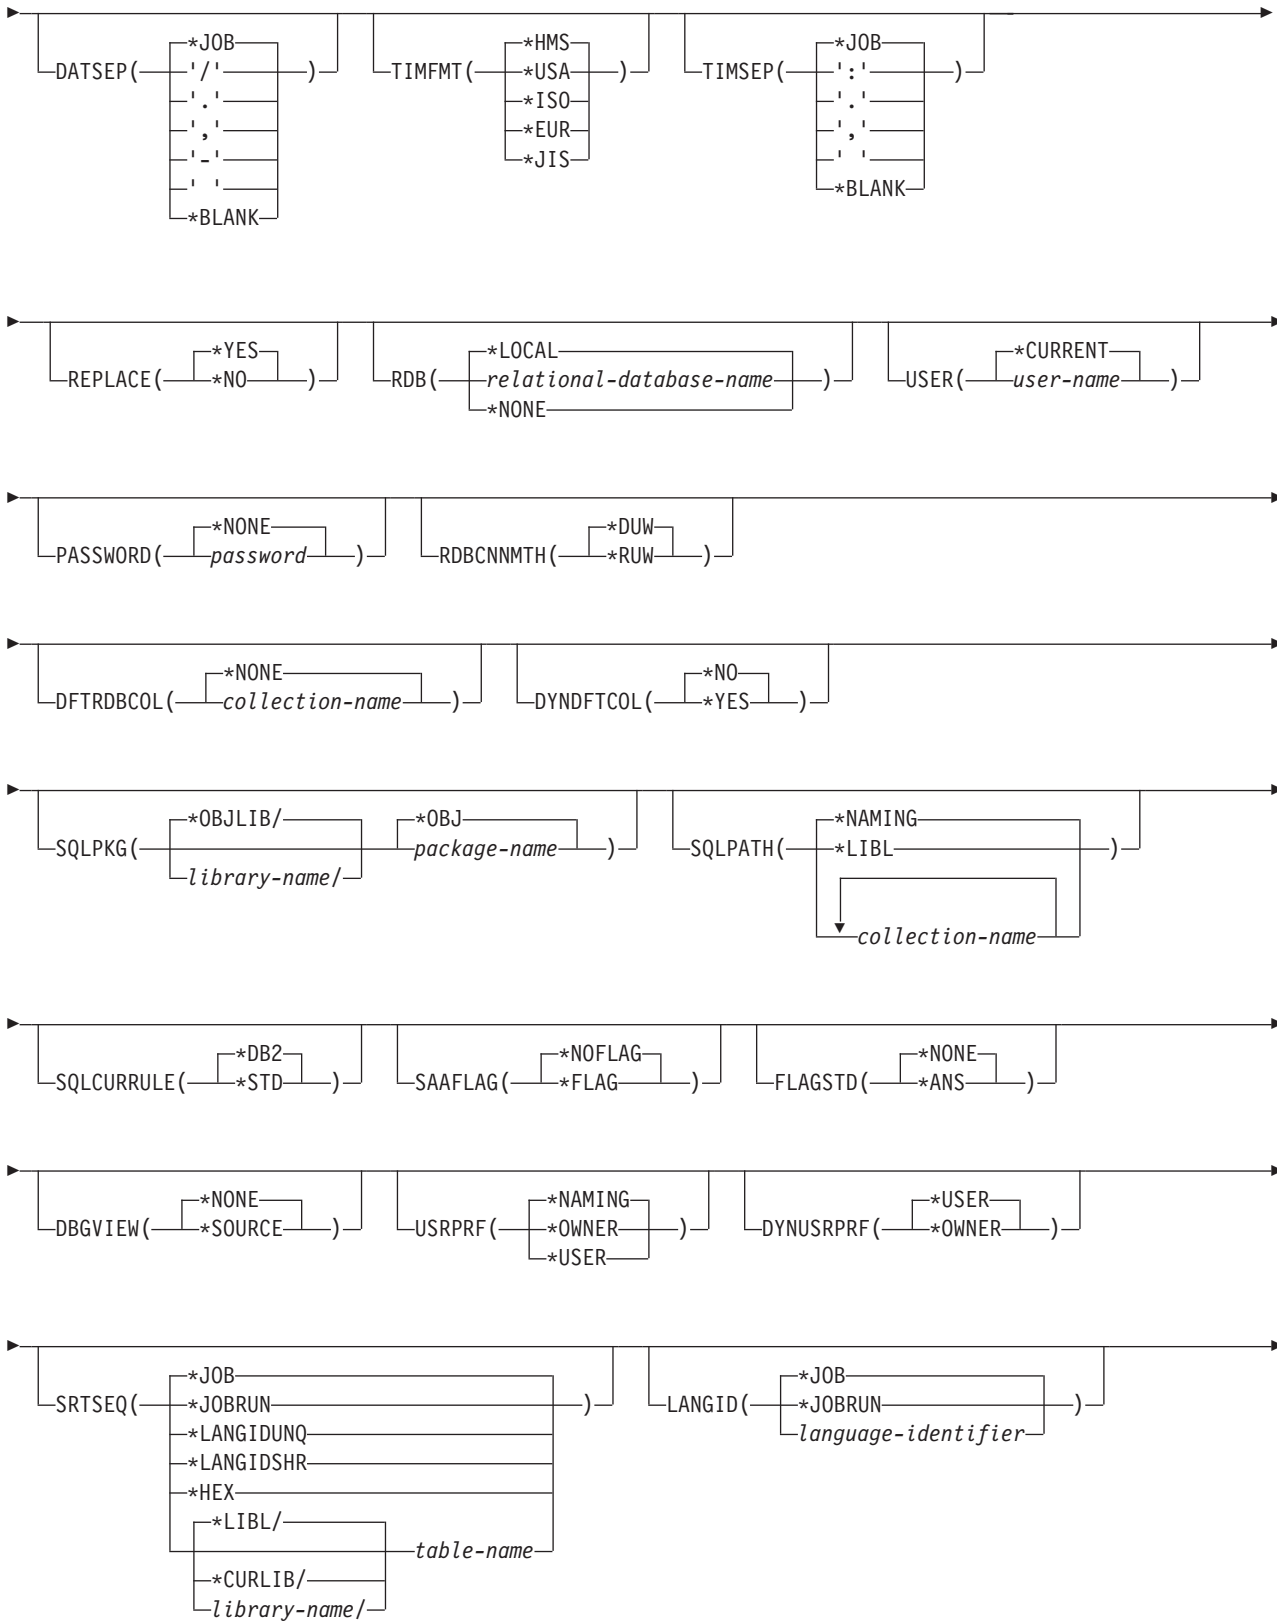 *JOB *HMS *JOB
DATSEP( '/' ) TIMFMT( *USA ) TIMSEP( ':' )
'.' *ISO '.'
',' *EUR ','
'-' *JIS ' '
' ' *BLANK
*BLANK
*YES *LOCAL *CURRENT
REPLACE( *NO ) RDB( relational-database-name ) USER( user-name )
*NONE
*NONE *DUW
PASSWORD( password ) RDBCNNMTH( *RUW )
*NONE *NO
DFTRDBCOL( collection-name ) DYNDFTCOL( *YES )
*OBJLIB/ *OBJ *NAMING
SQLPKG( package-name ) SQLPATH( *LIBL )
library-name/
collection-name
*DB2 *NOFLAG *NONE
SQLCURRULE( *STD ) SAAFLAG( *FLAG ) FLAGSTD( *ANS )
*NONE *NAMING *USER
DBGVIEW( *SOURCE ) USRPRF( *OWNER ) DYNUSRPRF( *OWNER )
*USER
*JOB *JOB
SRTSEQ( *JOBRUN ) LANGID( *JOBRUN )
*LANGIDUNQ language-identifier
*LANGIDSHR
*HEX
*LIBL/
table-name
*CURLIB/
library-name/